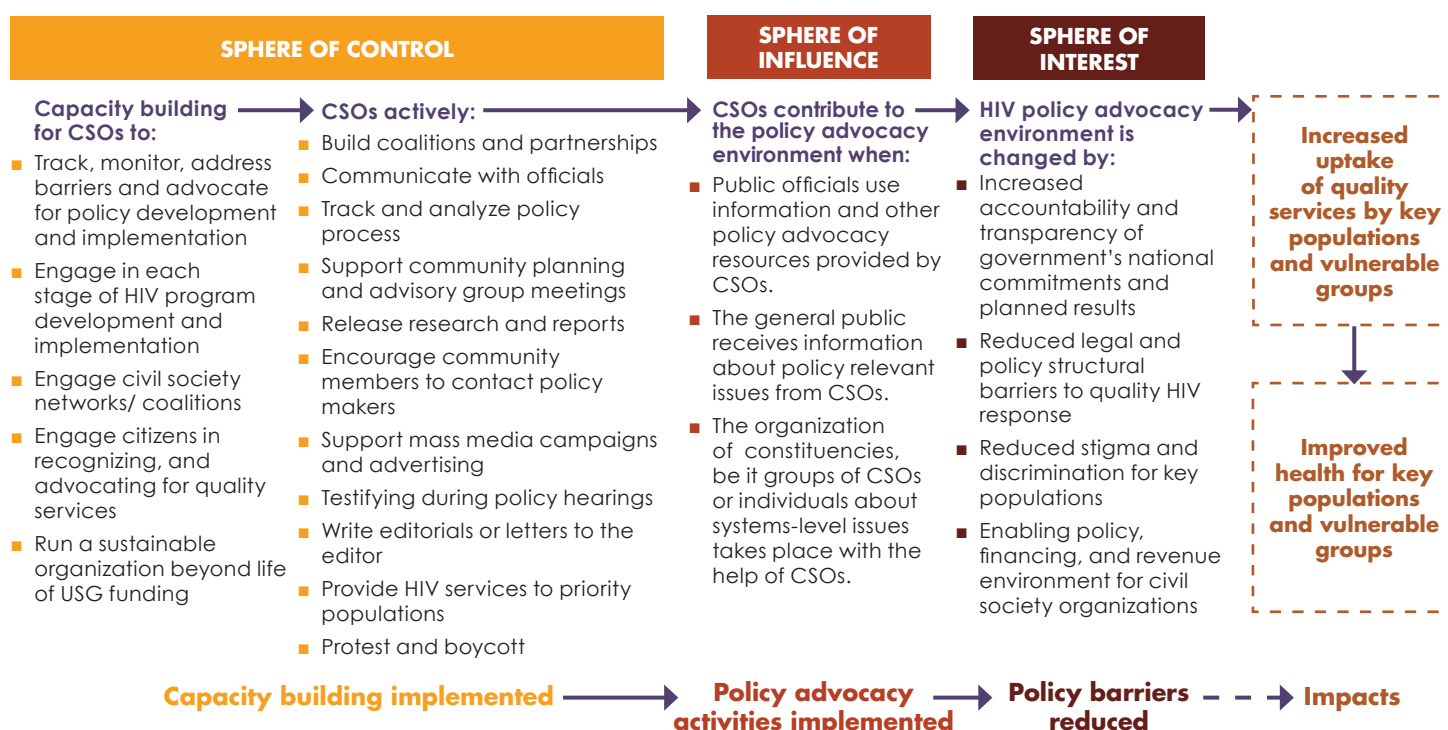 SPHERE OF CONTROL
SPHERE OF
INFLUENCE
SPHERE OF
INTEREST
Capacity building
for CSOs to:
■ Track, monitor, address
barriers and advocate
for policy development
and implementation
■ Engage in each
stage of HIV program
development and
implementation
■ Engage civil society
networks/ coalitions
■ Engage citizens in
recognizing, and
advocating for quality
services
■ Run a sustainable
organization beyond life
of USG funding
CSOs actively:
■ Build coalitions and partnerships
■ Communicate with officials
■ Track and analyze policy
process
■ Support community planning
and advisory group meetings
■ Release research and reports
■ Encourage community
members to contact policy
makers
■ Support mass media campaigns
and advertising
■ Testifying during policy hearings
■ Write editorials or letters to the
editor
■ Provide HIV services to priority
populations
■ Protest and boycott
CSOs contribute to
the policy advocacy
environment when:
■ Public officials use
information and other
policy advocacy
resources provided by
CSOs.
■ The general public
receives information
about policy relevant
issues from CSOs.
■ The organization
of constituencies,
be it groups of CSOs
or individuals about
systems-level issues
takes place with the
help of CSOs.
HIV policy advocacy
environment is
changed by:
■ Increased
accountability and
transparency of
government's national
commitments and
planned results
■ Reduced legal and
policy structural
barriers to quality HIV
response
■ Reduced stigma and
discrimination for key
populations
■ Enabling policy,
financing, and revenue
environment for civil
society organizations
Increased
uptake
of quality
services by key
populations
and vulnerable
groups
Improved
health for key
populations
and vulnerable
groups
Capacity building implemented
Policy advocacy
activities implemented
Policy barriers
reduced
Impacts